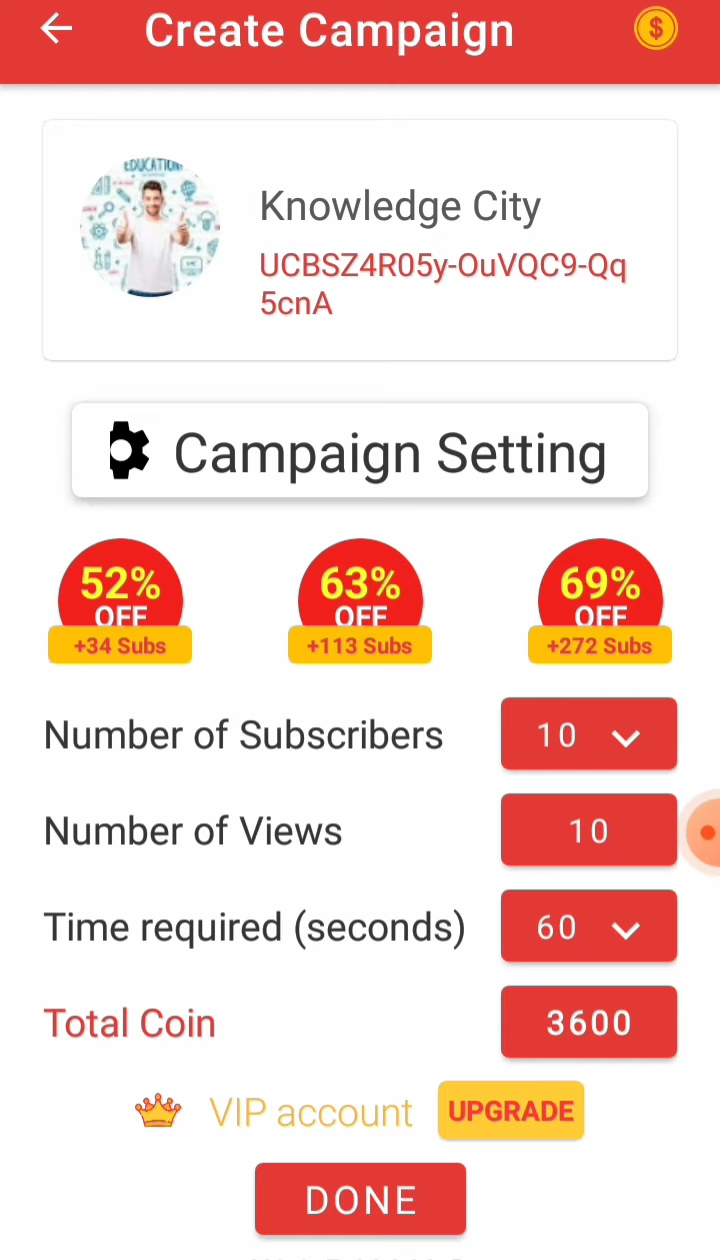 Create Campaign
$
EDUCATION
Knowledge City
UCBSZ4R05y-OuVQC9-Qq
5cnA
Campaign Setting
52% 63% 69%
OFF OFF OFF
+34 Subs +113 Subs +272 Subs
Number of Subscribers 10
Number of Views 10
Time required (seconds) 60
Total Coin 3600
VIP account UPGRADE
DONE